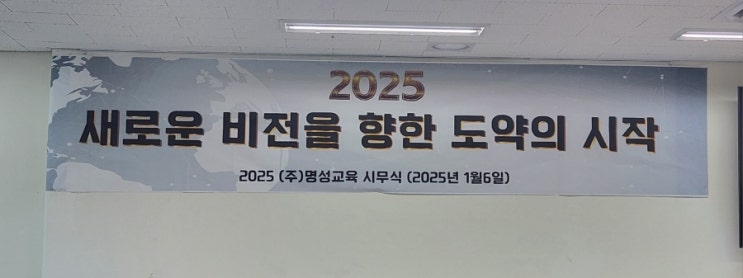 2025
새로운 비전을 향한 도약의 시작
2025 (주)명성교육 시무식 (2025년 1월6일)